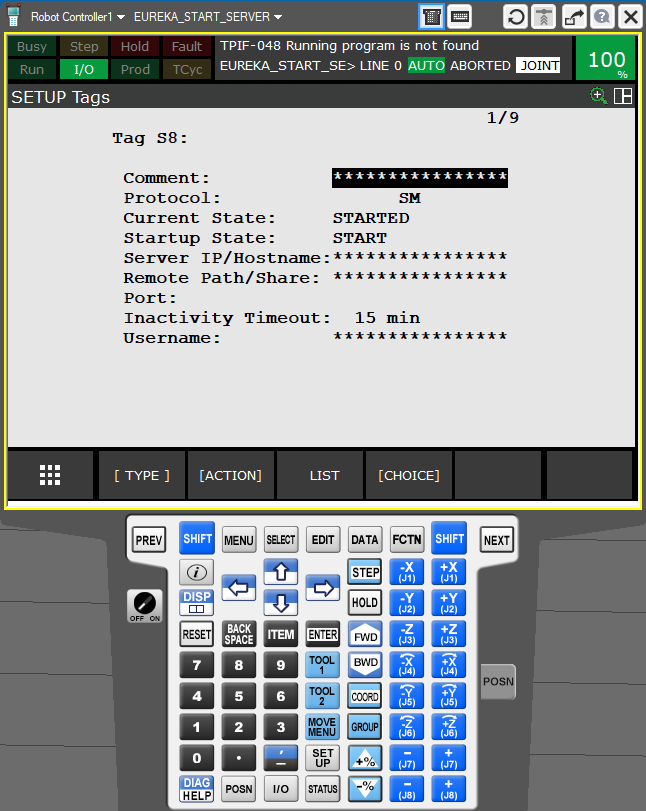 Robot Controller1 EUREKA_START_SERVER
Busy Step Hold Fault
TPIF-048 Running program is not found
Run I/O Prod TCyc
EUREKA_START_SE> LINE 0 AUTO ABORTED JOINT
100
%
SETUP Tags
1/9
Tag S8:
Comment: ****************
Protocol: SM
Current State: STARTED
Startup State: START
Server IP/Hostname:****************
Remote Path/Share: ****************
Port:
Inactivity Timeout: 15 min
Username: ****************
[ TYPE ] [ACTION] LIST [CHOICE]
PREV SHIFT MENU SELECT EDIT DATA FCTN SHIFT NEXT
i STEP -X (J1) +X (J1)
DISP HOLD -Y (J2) +Y (J2)
OFF ON
RESET BACK SPACE ITEM ENTER FWD -Z (J3) +Z (J3)
7 8 9 TOOL 1 BWD -X (J4) +X (J4)
POSN
4 5 6 TOOL 2 COORD -Y (J5) +Y (J5)
1 2 3 MOVE MENU GROUP -Z (J6) +Z (J6)
0 . ,/_ SET UP +% - (J7) + (J7)
DIAG HELP POSN I/O STATUS -% - (J8) + (J8)